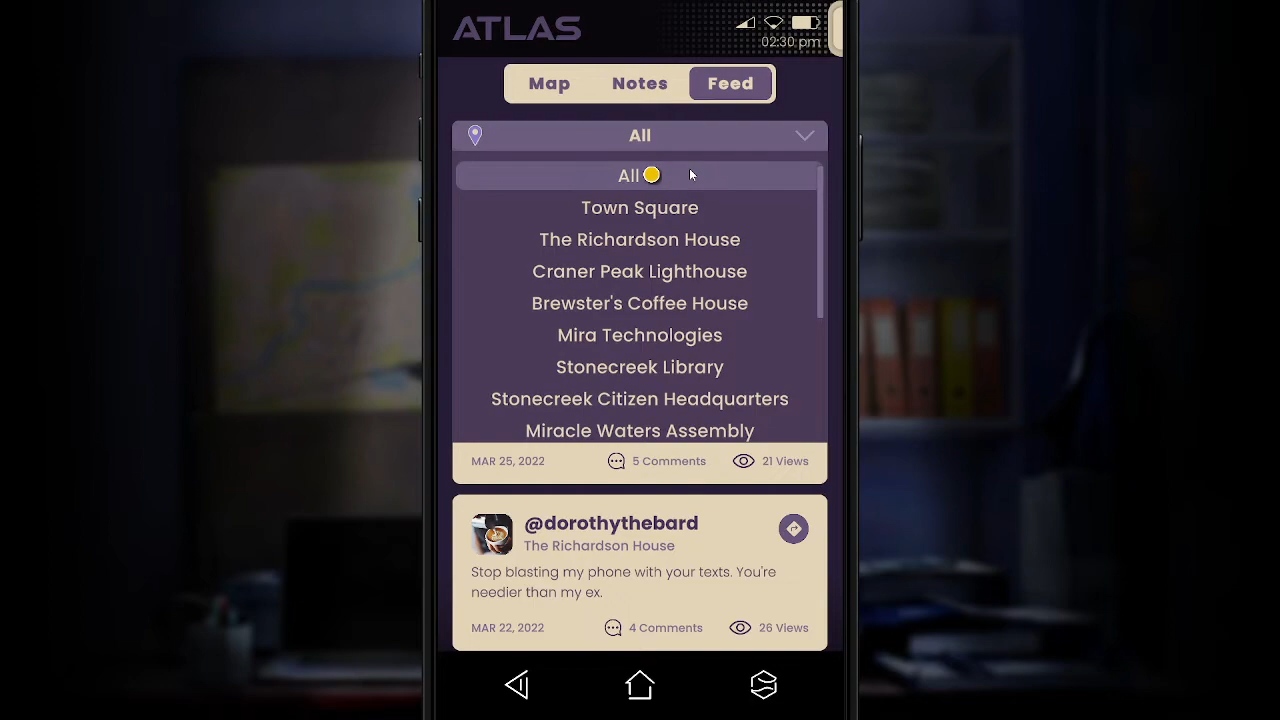 ATLAS
02:30 pm
Map Notes Feed
All
All
Town Square
The Richardson House
Craner Peak Lighthouse
Brewster's Coffee House
Mira Technologies
Stonecreek Library
Stonecreek Citizen Headquarters
Miracle Waters Assembly
MAR 25, 2022 5 Comments 21 Views
@dorothythebard
The Richardson House
Stop blasting my phone with your texts. You're
needier than my ex.
MAR 22, 2022 4 Comments 26 Views